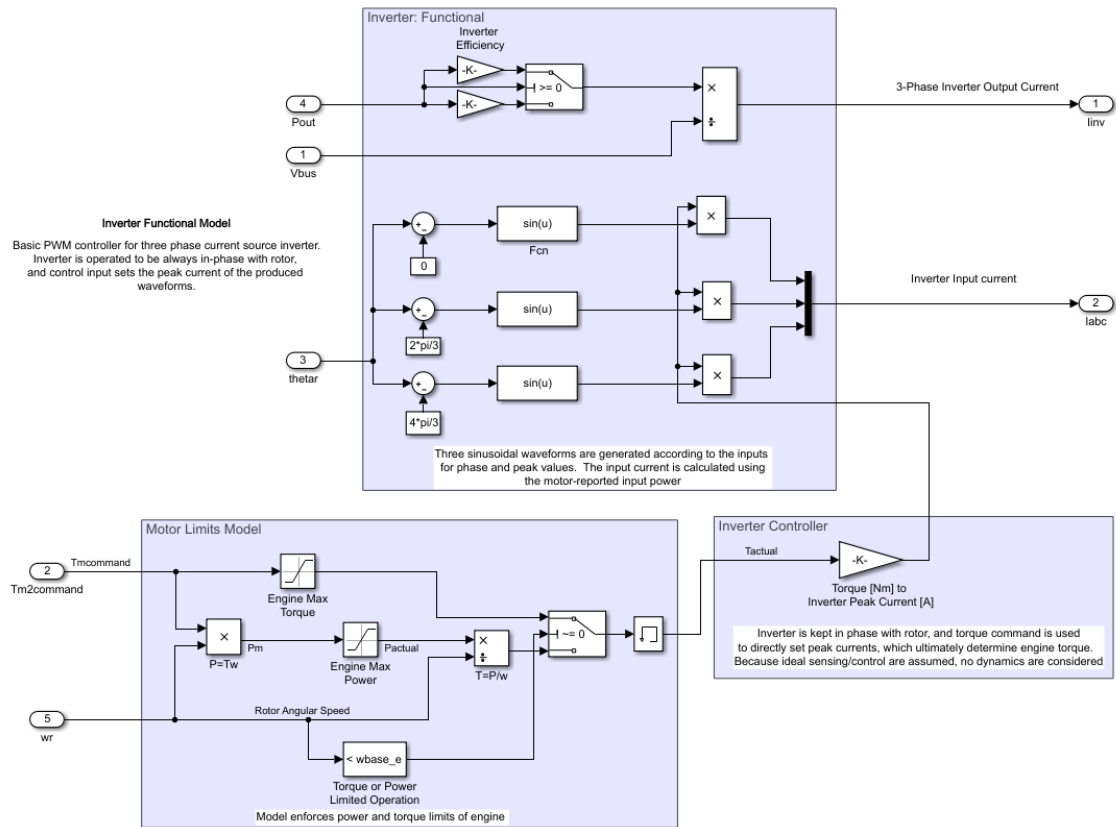 Inverter: Functional
Inverter
Efficiency
-K-
>= 0
-K-
×
÷
4
Pout
1
Vbus
3-Phase Inverter Output Current
1
Iinv
Inverter Functional Model
Basic PWM controller for three phase current source inverter.
Inverter is operated to be always in-phase with rotor,
and control input sets the peak current of the produced
waveforms.
+
-
sin(u)
Fcn
0
×
+
-
sin(u)
2*pi/3
×
+
-
sin(u)
4*pi/3
×
3
thetar
Inverter Input current
2
Iabc
Three sinusoidal waveforms are generated according to the inputs
for phase and peak values.  The input current is calculated using
the motor-reported input power
Motor Limits Model
2
Tm2command
Tmcommand
Engine Max
Torque
×
P=Tw
Pm
Engine Max
Power
Pactual
×
÷
T=P/w
~= 0
5
wr
Rotor Angular Speed
< wbase_e
Torque or Power
Limited Operation
Model enforces power and torque limits of engine
Inverter Controller
Tactual
-K-
Torque [Nm] to
Inverter Peak Current [A]
Inverter is kept in phase with rotor, and torque command is used
to directly set peak currents, which ultimately determine engine torque.
Because ideal sensing/control are assumed, no dynamics are considered